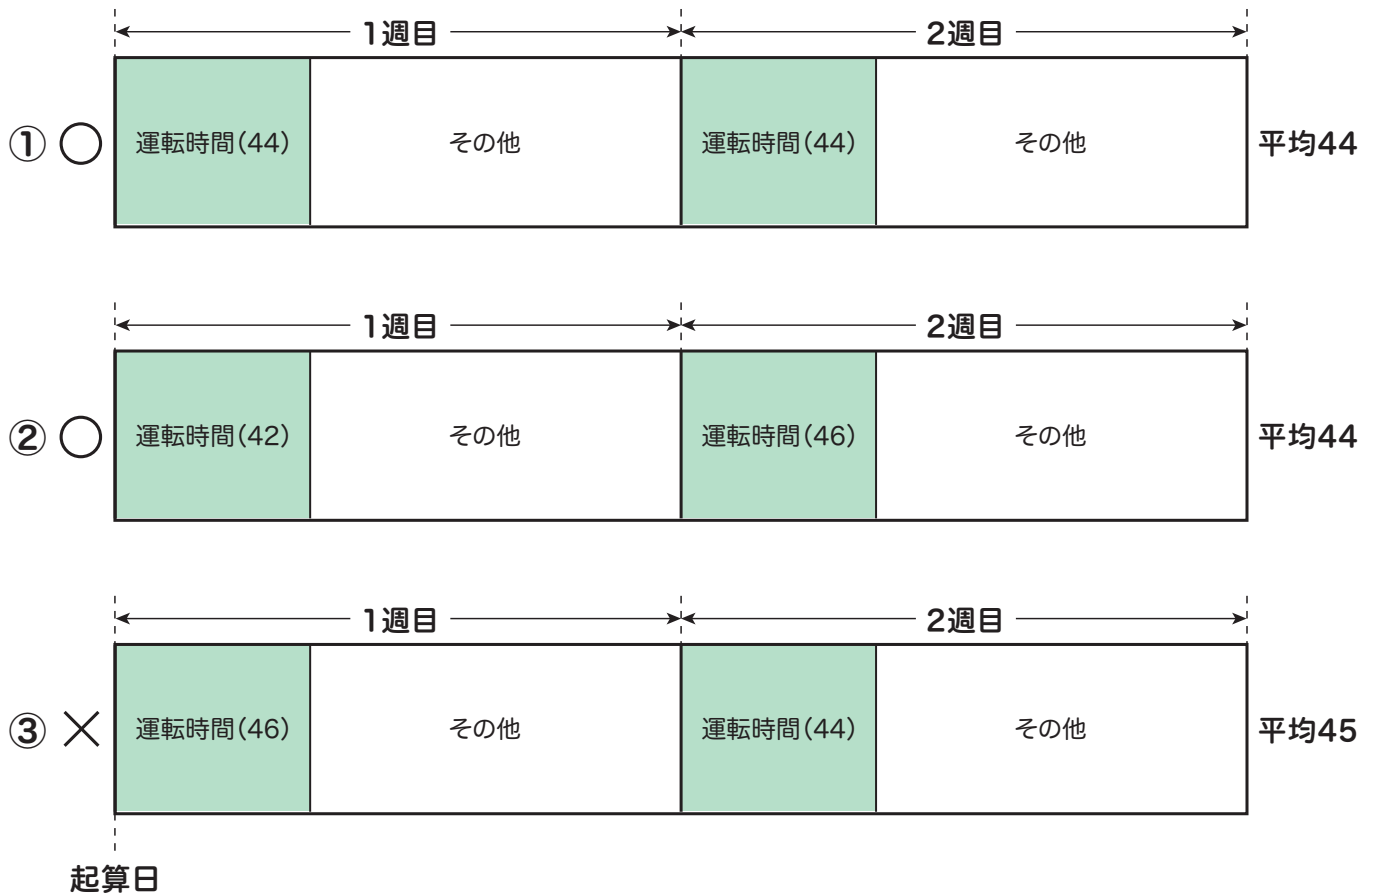 1週目 2週目
① ○ 運転時間(44) その他 運転時間(44) その他 平均44
1週目 2週目
② ○ 運転時間(42) その他 運転時間(46) その他 平均44
1週目 2週目
③ × 運転時間(46) その他 運転時間(44) その他 平均45
起算日